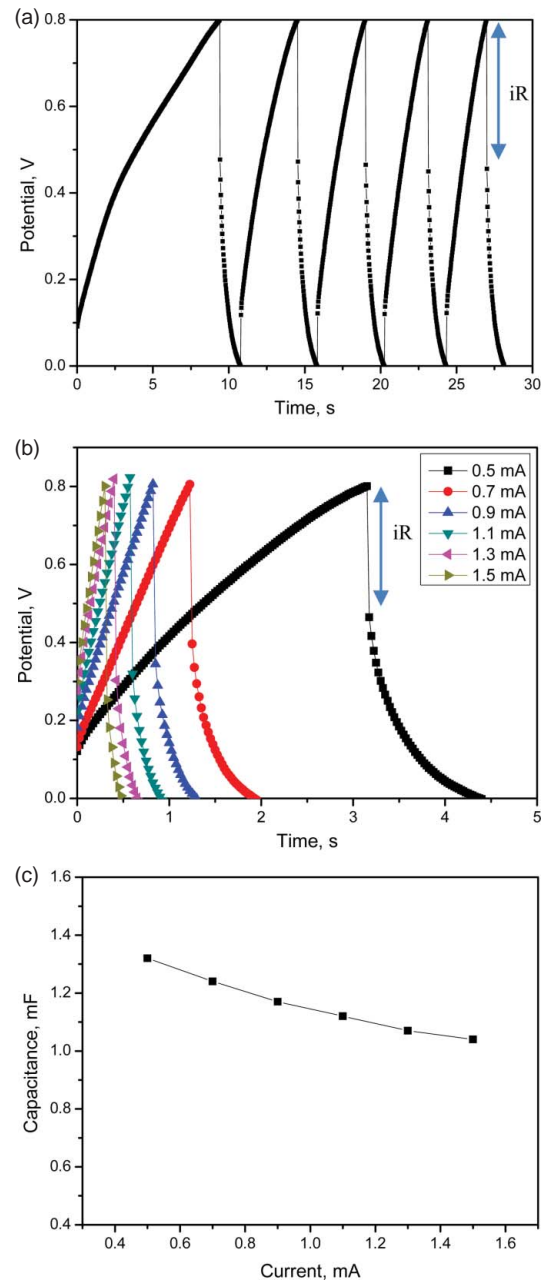 (a)
0.8
0.6
0.4
0.2
0.0
Potential, V
iR
0 5 10 15 20 25 30
Time, s
(b)
0.8
0.6
0.4
0.2
0.0
Potential, V
iR
0.5 mA
0.7 mA
0.9 mA
1.1 mA
1.3 mA
1.5 mA
0 1 2 3 4 5
Time, s
(c)
1.6
1.4
1.2
1.0
0.8
0.6
0.4
Capacitance, mF
0.4 0.6 0.8 1.0 1.2 1.4 1.6
Current, mA